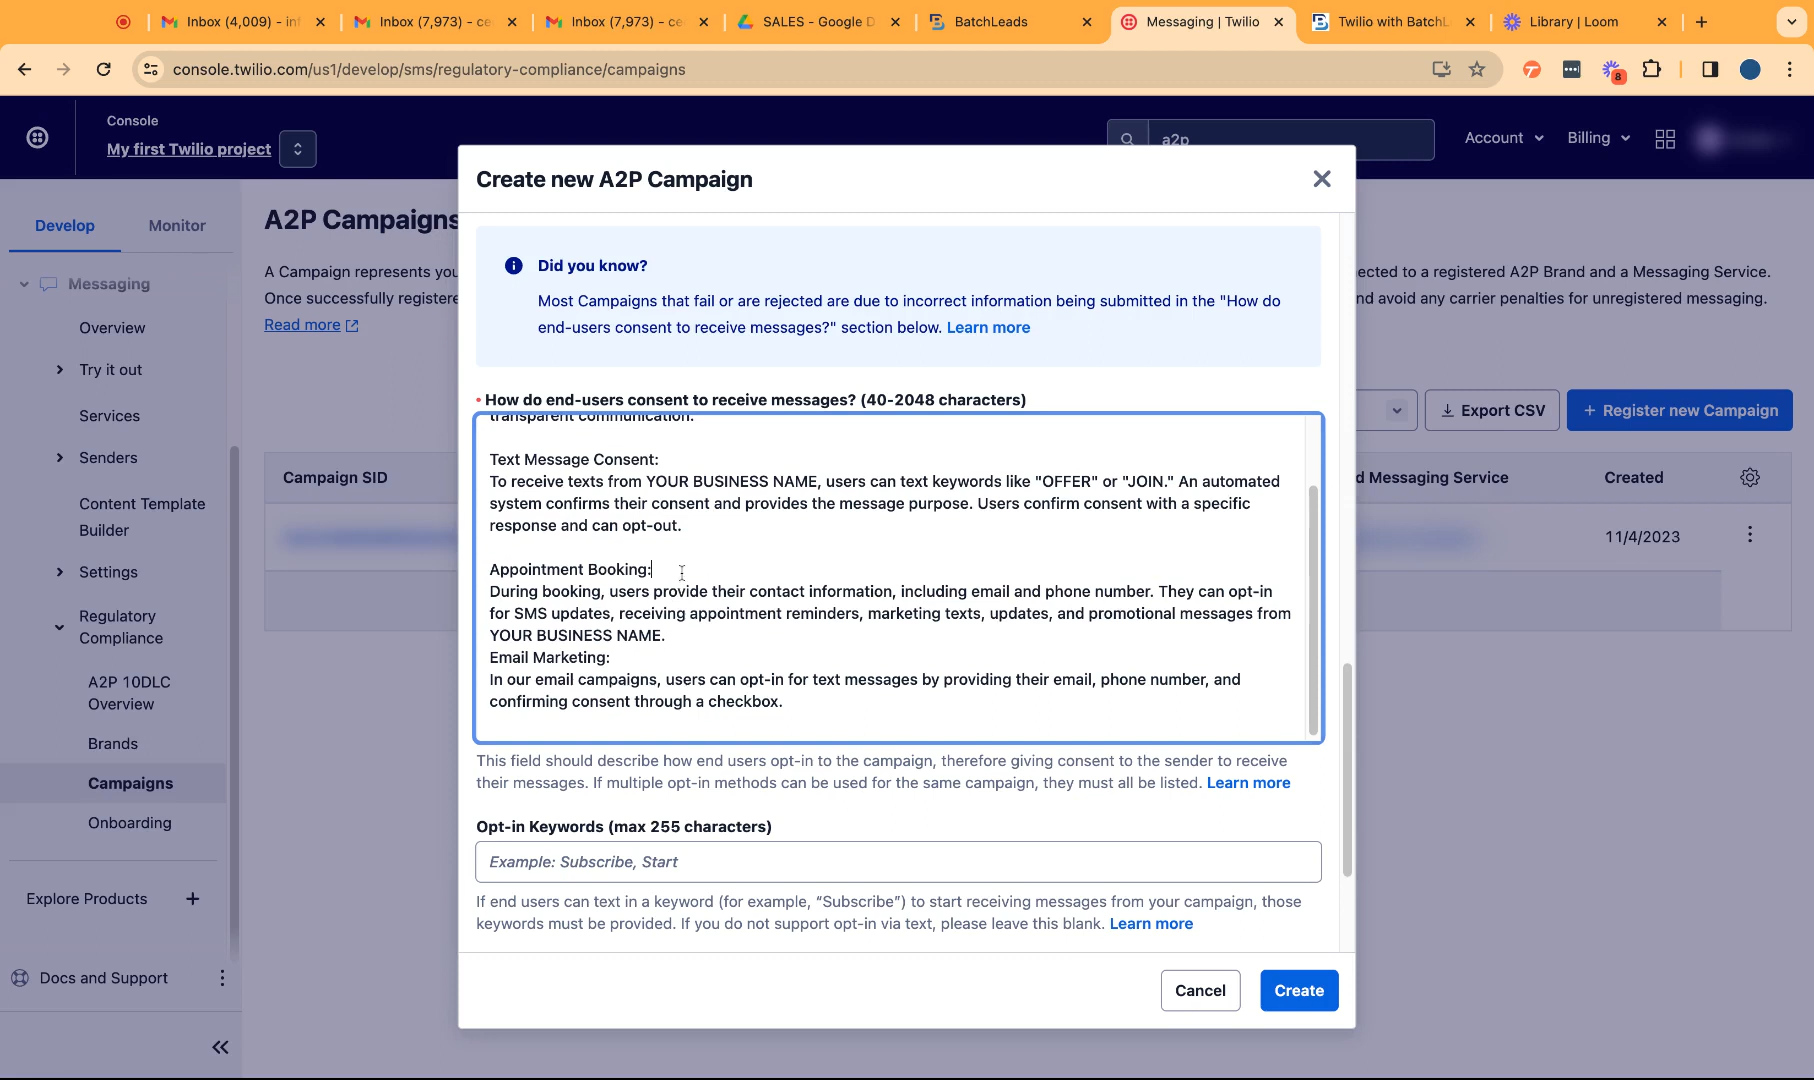 Inbox (4,009) - inf
Inbox (7,973) - ce
Inbox (7,973) - ce
SALES - Google D
BatchLeads
Messaging | Twilio
Twilio with BatchL
Library | Loom
console.twilio.com/us1/develop/sms/regulatory-compliance/campaigns
8
Console
My first Twilio project
a2p
Account
Billing
Develop
Monitor
Messaging
Overview
Try it out
Services
Senders
Content Template
Builder
Settings
Regulatory
Compliance
A2P 10DLC
Overview
Brands
Campaigns
Onboarding
Explore Products
Docs and Support
A2P Campaigns
A Campaign represents you
Once successfully registere
Read more
ected to a registered A2P Brand and a Messaging Service.
nd avoid any carrier penalties for unregistered messaging.
Export CSV
+ Register new Campaign
Campaign SID
d Messaging Service
Created
11/4/2023
Create new A2P Campaign
Did you know?
Most Campaigns that fail or are rejected are due to incorrect information being submitted in the "How do
end-users consent to receive messages?" section below. Learn more
• How do end-users consent to receive messages? (40-2048 characters)
transparent communication.
Text Message Consent:
To receive texts from YOUR BUSINESS NAME, users can text keywords like "OFFER" or "JOIN." An automated
system confirms their consent and provides the message purpose. Users confirm consent with a specific
response and can opt-out.
Appointment Booking:
During booking, users provide their contact information, including email and phone number. They can opt-in
for SMS updates, receiving appointment reminders, marketing texts, updates, and promotional messages from
YOUR BUSINESS NAME.
Email Marketing:
In our email campaigns, users can opt-in for text messages by providing their email, phone number, and
confirming consent through a checkbox.
This field should describe how end users opt-in to the campaign, therefore giving consent to the sender to receive
their messages. If multiple opt-in methods can be used for the same campaign, they must all be listed. Learn more
Opt-in Keywords (max 255 characters)
Example: Subscribe, Start
If end users can text in a keyword (for example, “Subscribe”) to start receiving messages from your campaign, those
keywords must be provided. If you do not support opt-in via text, please leave this blank. Learn more
Cancel
Create